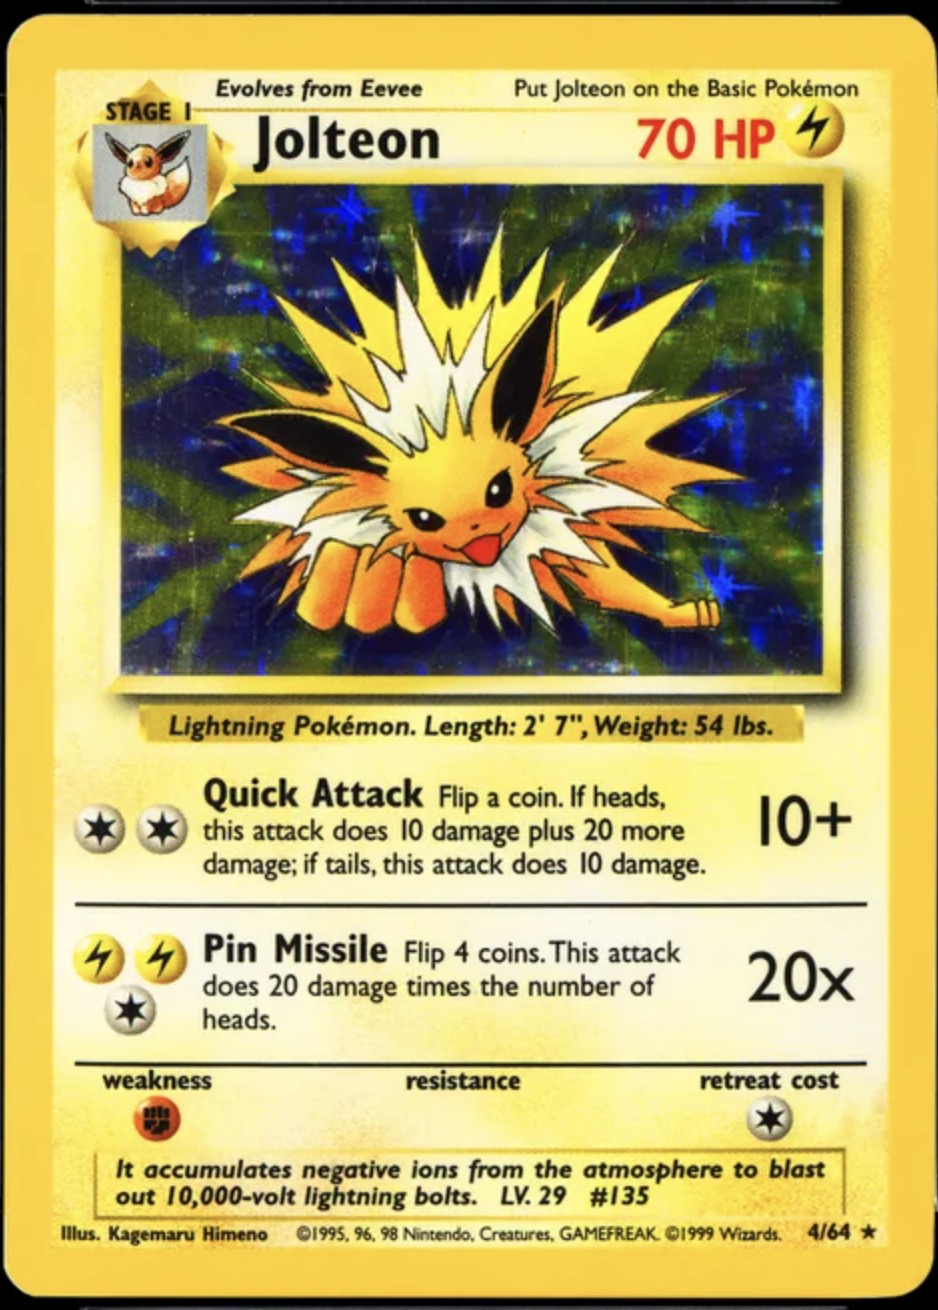 Evolves from Eevee
Put Jolteon on the Basic Pokémon
STAGE 1
Jolteon
70 HP
Lightning Pokémon. Length: 2' 7", Weight: 54 lbs.
Quick Attack Flip a coin. If heads,
this attack does 10 damage plus 20 more
damage; if tails, this attack does 10 damage.
10+
Pin Missile Flip 4 coins. This attack
does 20 damage times the number of
heads.
20x
weakness
resistance
retreat cost
It accumulates negative ions from the atmosphere to blast
out 10,000-volt lightning bolts. LV. 29 #135
Illus. Kagemaru Himeno ©1995, 96, 98 Nintendo, Creatures, GAMEFREAK. ©1999 Wizards. 4/64 ★